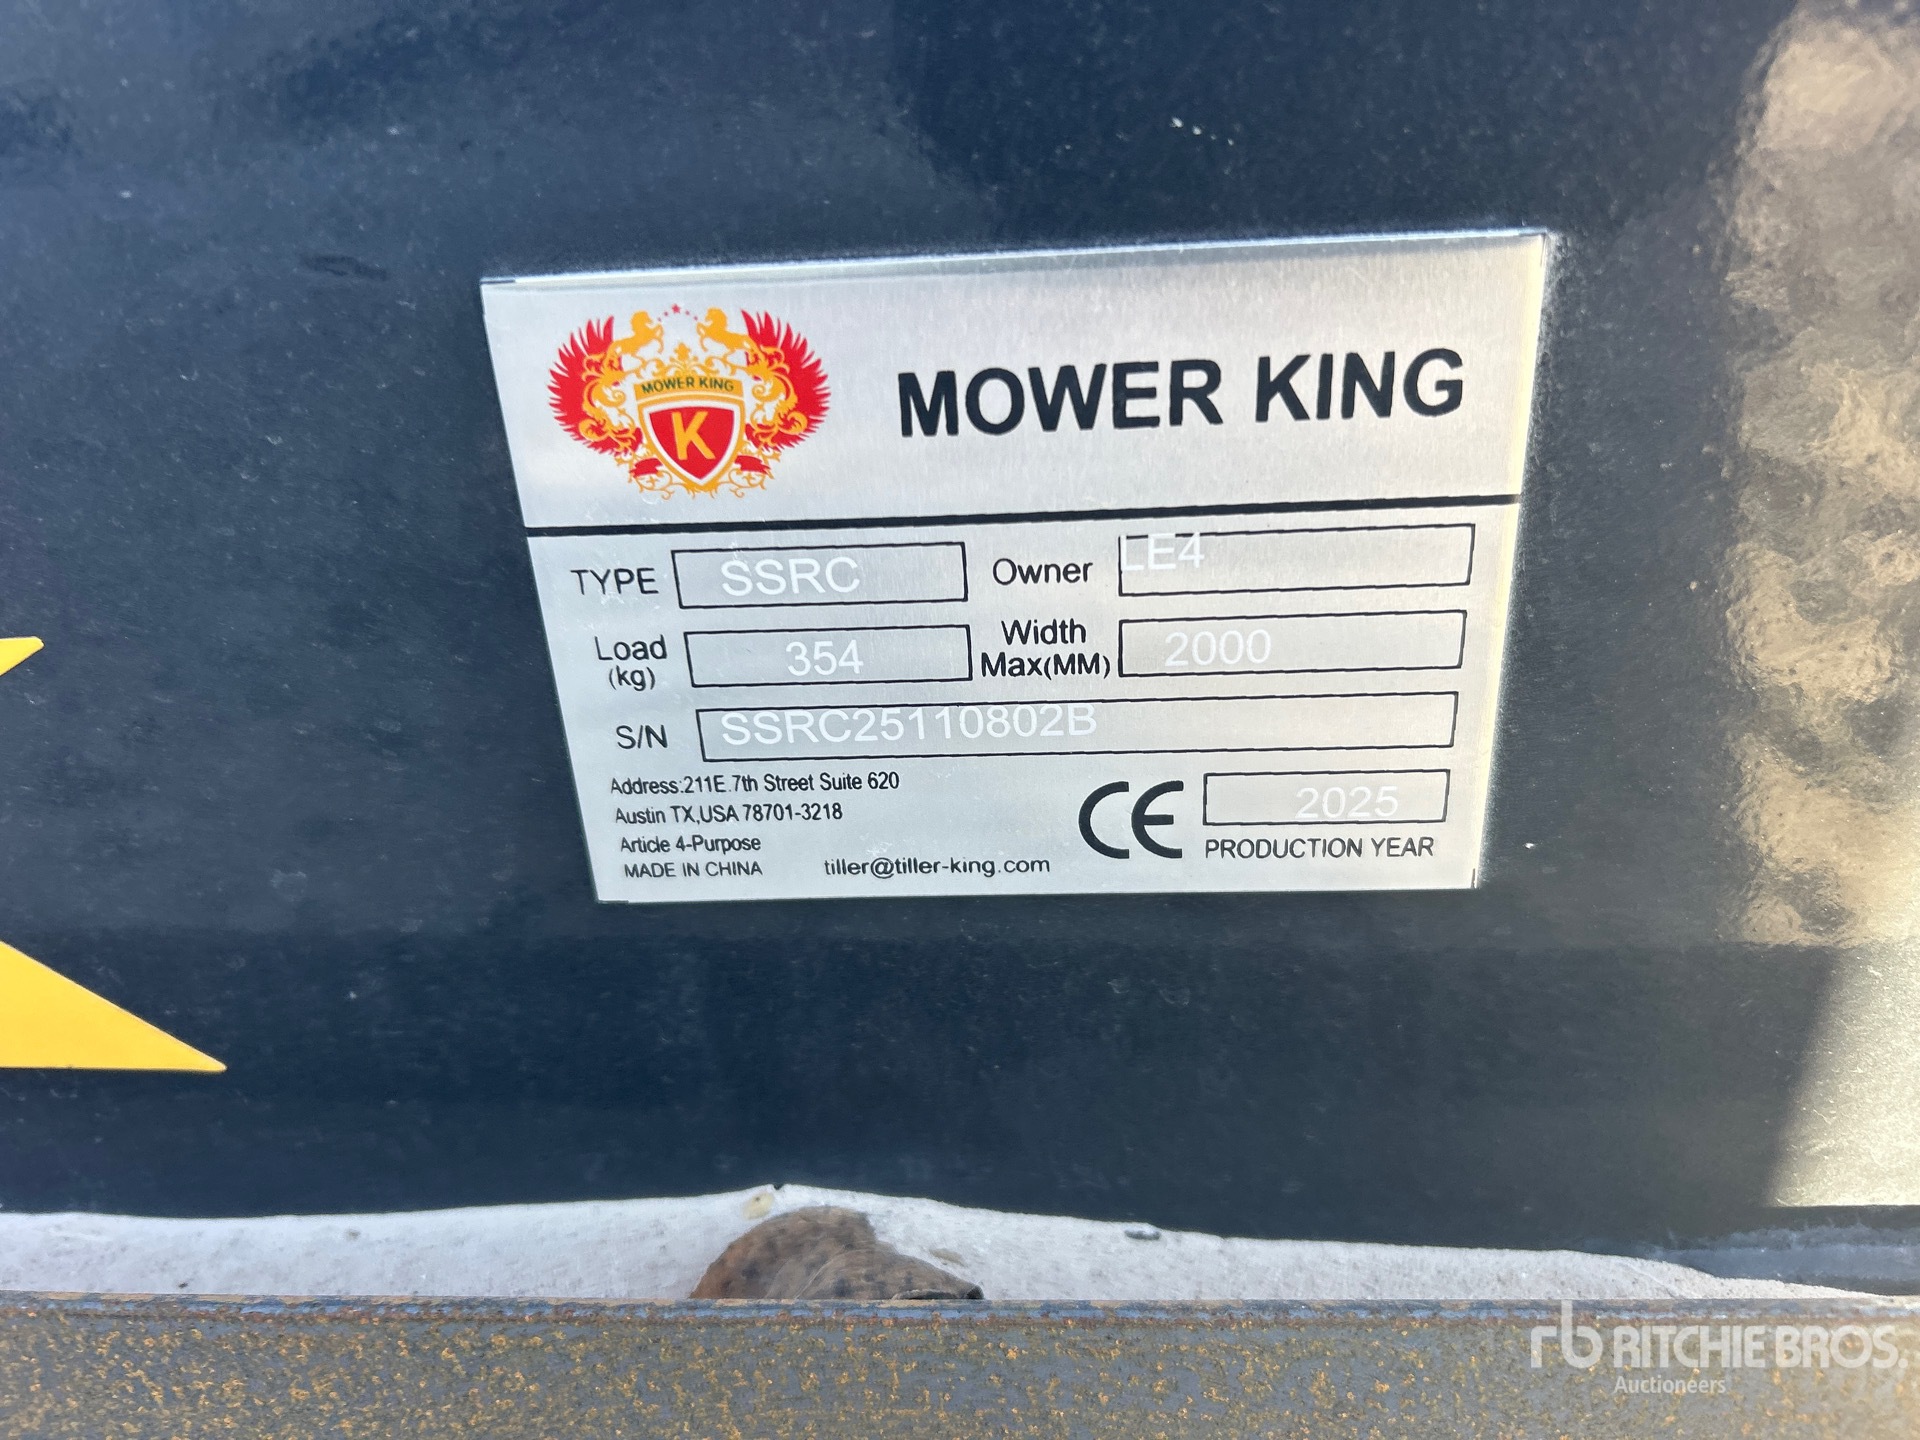 MOWER KING
K
MOWER KING
TYPE SSRC Owner LE4
Load (kg) 354 Width Max(MM) 2000
S/N SSRC25110802B
Address:211E.7th Street Suite 620
Austin TX,USA 78701-3218
Article 4-Purpose
MADE IN CHINA tiller@tiller-king.com
CE 2025
PRODUCTION YEAR
rb RITCHIE BROS.
Auctioneers